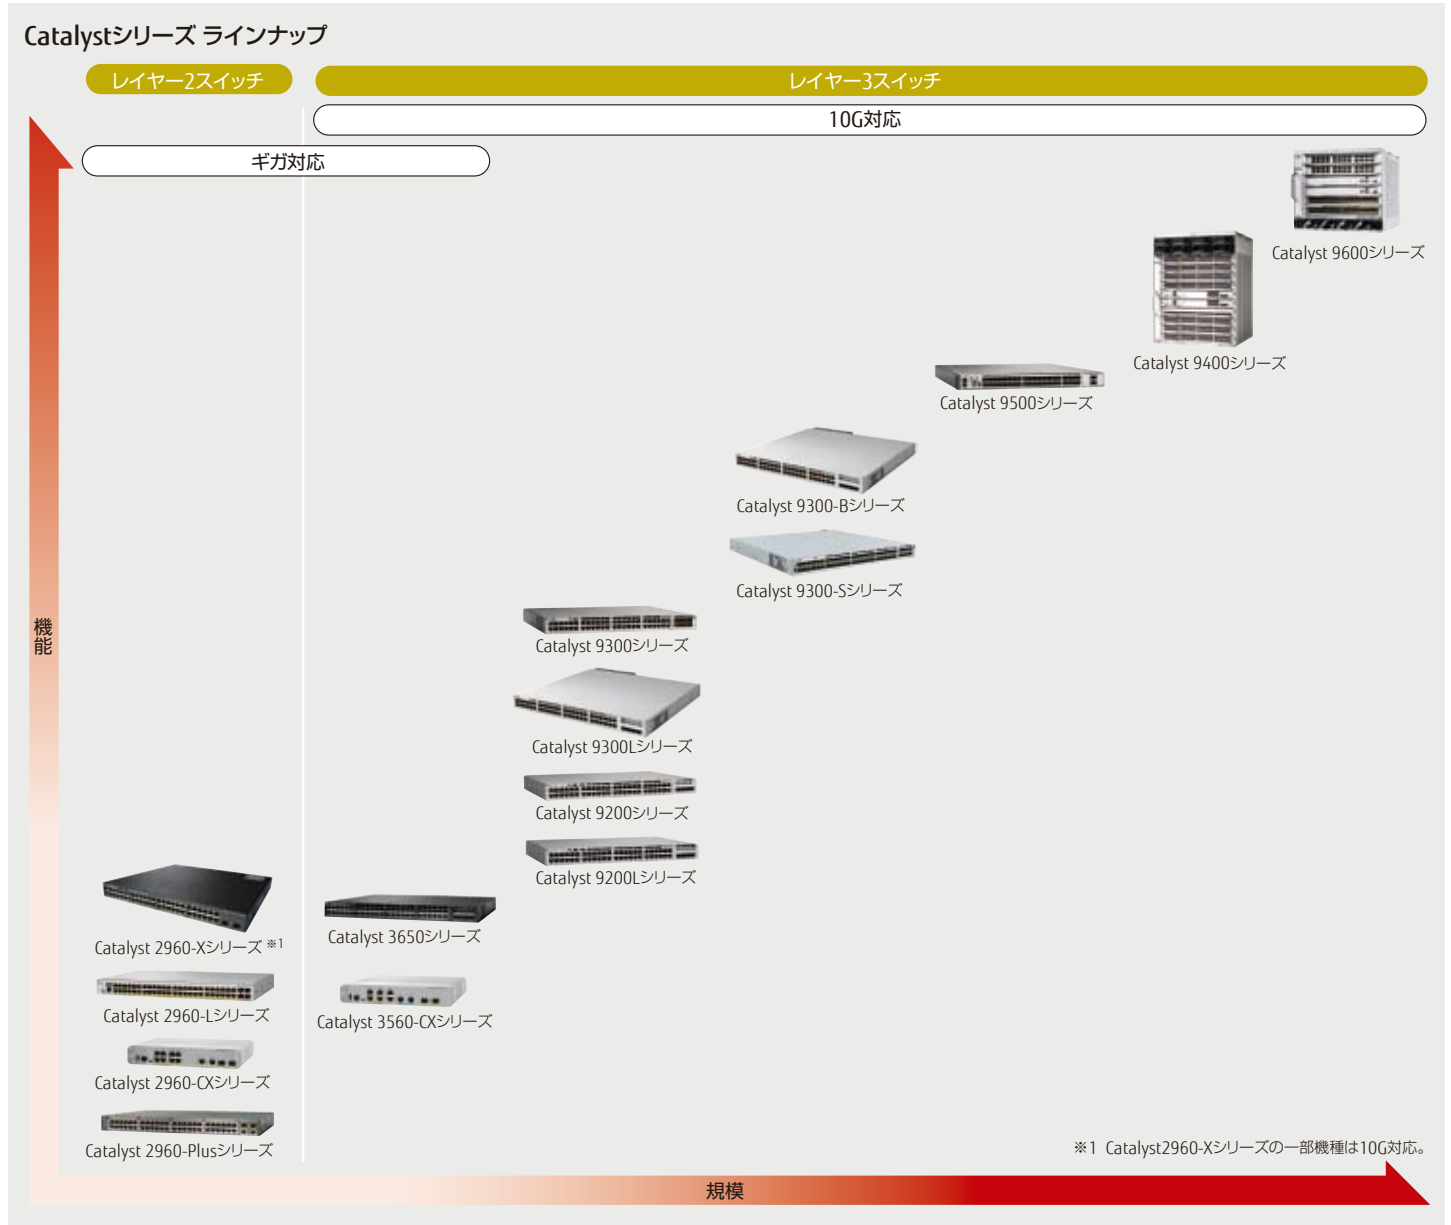 Catalystシリーズ ラインナップ
レイヤー2スイッチ
レイヤー3スイッチ
10G対応
ギガ対応
Catalyst 9600シリーズ
Catalyst 9400シリーズ
Catalyst 9500シリーズ
Catalyst 9300-Bシリーズ
Catalyst 9300-Sシリーズ
機能
Catalyst 9300シリーズ
Catalyst 9300Lシリーズ
Catalyst 9200シリーズ
Catalyst 9200Lシリーズ
Catalyst 2960-Xシリーズ ※1
Catalyst 3650シリーズ
Catalyst 2960-Lシリーズ
Catalyst 3560-CXシリーズ
Catalyst 2960-CXシリーズ
Catalyst 2960-Plusシリーズ
※1 Catalyst2960-Xシリーズの一部機種は10G対応。
規模